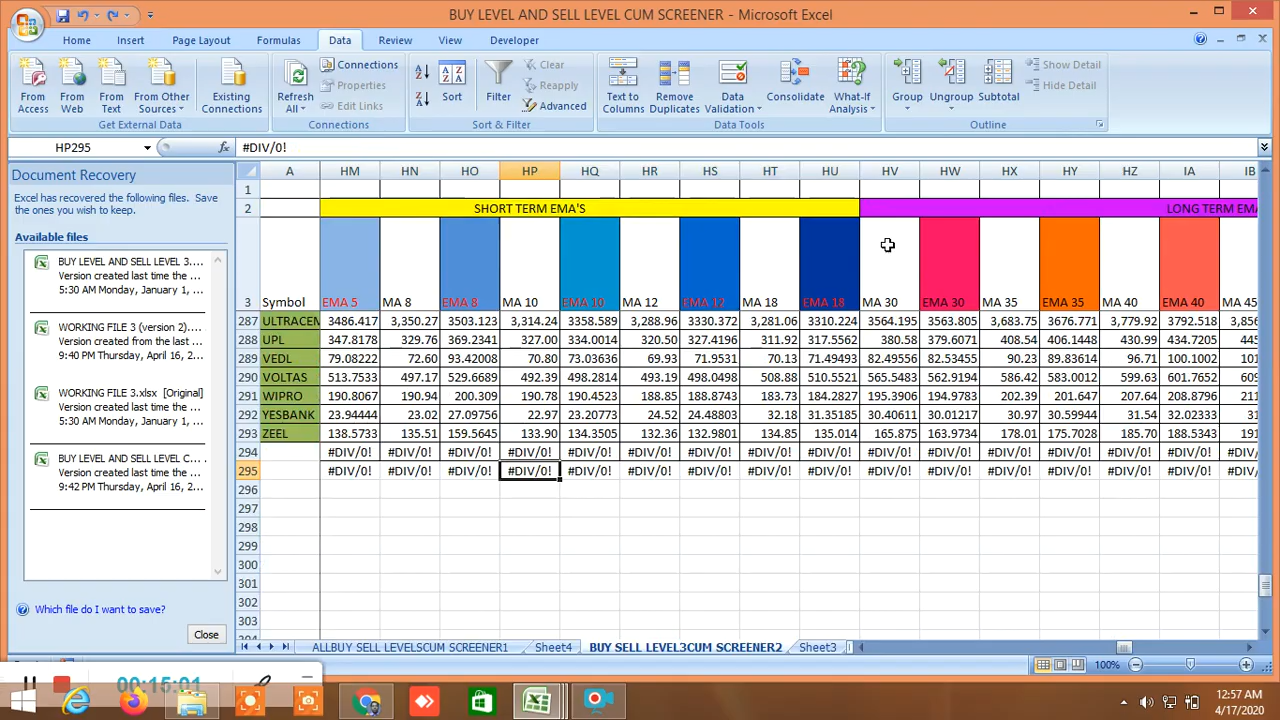 BUY LEVEL AND SELL LEVEL CUM SCREENER - Microsoft Excel
Home Insert Page Layout Formulas Data Review View Developer
From Access
From Web
From Text
From Other Sources
Existing Connections
Get External Data
Refresh All
Connections
Properties
Edit Links
Connections
Sort
Filter
Clear
Reapply
Advanced
Sort & Filter
Text to Columns
Remove Duplicates
Data Validation
Consolidate
What-If Analysis
Data Tools
Group
Ungroup
Subtotal
Show Detail
Hide Detail
Outline
HP295 fx #DIV/0!
Document Recovery
Excel has recovered the following files. Save
the ones you wish to keep.
Available files
BUY LEVEL AND SELL LEVEL 3....
Version created last time the ...
5:30 AM Monday, January 1, ...
WORKING FILE 3 (version 2)....
Version created from the last ...
9:40 PM Thursday, April 16, 2...
WORKING FILE 3.xlsx [Original]
Version created last time the ...
5:30 AM Monday, January 1, ...
BUY LEVEL AND SELL LEVEL C...
Version created last time the ...
9:42 PM Thursday, April 16, 2...
Which file do I want to save?
Close
A HM HN HO HP HQ HR HS HT HU HV HW HX HY HZ IA IB
1
2 SHORT TERM EMA'S LONG TERM EMA
3 Symbol EMA 5 MA 8 EMA 8 MA 10 EMA 10 MA 12 EMA 12 MA 18 EMA 18 MA 30 EMA 30 MA 35 EMA 35 MA 40 EMA 40 MA 45
287 ULTRACEM 3486.417 3,350.27 3503.123 3,314.24 3358.589 3,288.96 3330.372 3,281.06 3310.224 3564.195 3563.805 3,683.75 3676.771 3,779.92 3792.518 3,856
288 UPL 347.8178 329.76 369.2341 327.00 334.0014 320.50 327.4196 311.92 317.5562 380.58 379.6071 408.54 406.1448 430.99 434.7205 445
289 VEDL 79.08222 72.60 93.42008 70.80 73.03636 69.93 71.9531 70.13 71.49493 82.49556 82.53455 90.23 89.83614 96.71 100.1002 101
290 VOLTAS 513.7533 497.17 529.6689 492.39 498.2814 493.19 498.0498 508.88 510.5521 565.5483 562.9194 586.42 583.0012 599.63 601.7652 609
291 WIPRO 190.8067 190.94 200.309 190.78 190.4523 188.85 188.8743 183.73 184.2827 195.3906 194.9783 202.39 201.647 207.64 208.8796 211
292 YESBANK 23.94444 23.02 27.09756 22.97 23.20773 24.52 24.48803 32.18 31.35185 30.40611 30.01217 30.97 30.59944 31.54 32.02333 31
293 ZEEL 138.5733 135.51 159.5645 133.90 134.3505 132.36 132.9801 134.85 135.014 165.875 163.9734 178.01 175.7028 185.70 188.5343 191
294 #DIV/0! #DIV/0! #DIV/0! #DIV/0! #DIV/0! #DIV/0! #DIV/0! #DIV/0! #DIV/0! #DIV/0! #DIV/0! #DIV/0! #DIV/0! #DIV/0! #DIV/0! #DIV/
295 #DIV/0! #DIV/0! #DIV/0! #DIV/0! #DIV/0! #DIV/0! #DIV/0! #DIV/0! #DIV/0! #DIV/0! #DIV/0! #DIV/0! #DIV/0! #DIV/0! #DIV/0! #DIV/
296
297
298
299
300
301
302
303
ALLBUY SELL LEVELSCUM SCREENER1 Sheet4 BUY SELL LEVEL3CUM SCREENER2 Sheet3
100%
00:15:01
12:57 AM
4/17/2020